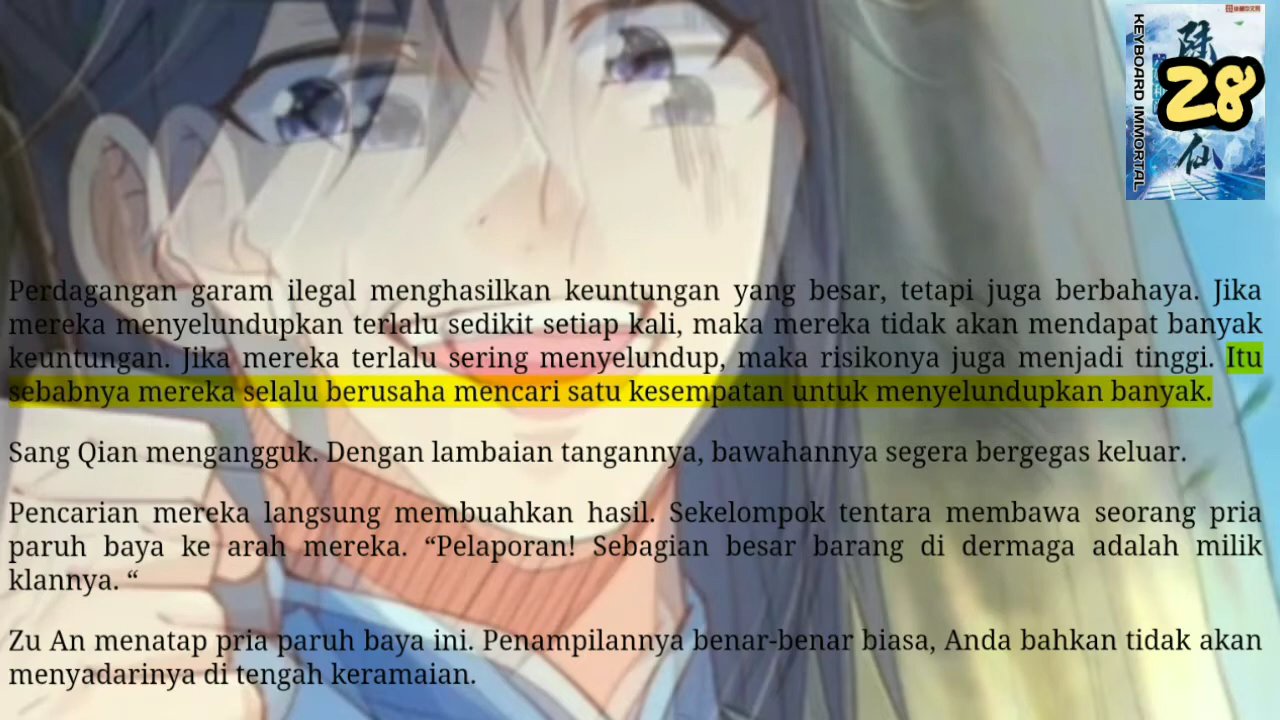 陆
28
仙
KEYBOARD IMMORTAL
Perdagangan garam ilegal menghasilkan keuntungan yang besar, tetapi juga berbahaya. Jika
mereka menyelundupkan terlalu sedikit setiap kali, maka mereka tidak akan mendapat banyak
keuntungan. Jika mereka terlalu sering menyelundup, maka risikonya juga menjadi tinggi. Itu
sebabnya mereka selalu berusaha mencari satu kesempatan untuk menyelundupkan banyak.
Sang Qian mengangguk. Dengan lambaian tangannya, bawahannya segera bergegas keluar.
Pencarian mereka langsung membuahkan hasil. Sekelompok tentara membawa seorang pria
paruh baya ke arah mereka. “Pelaporan! Sebagian besar barang di dermaga adalah milik
klannya. “
Zu An menatap pria paruh baya ini. Penampilannya benar-benar biasa, Anda bahkan tidak akan
menyadarinya di tengah keramaian.